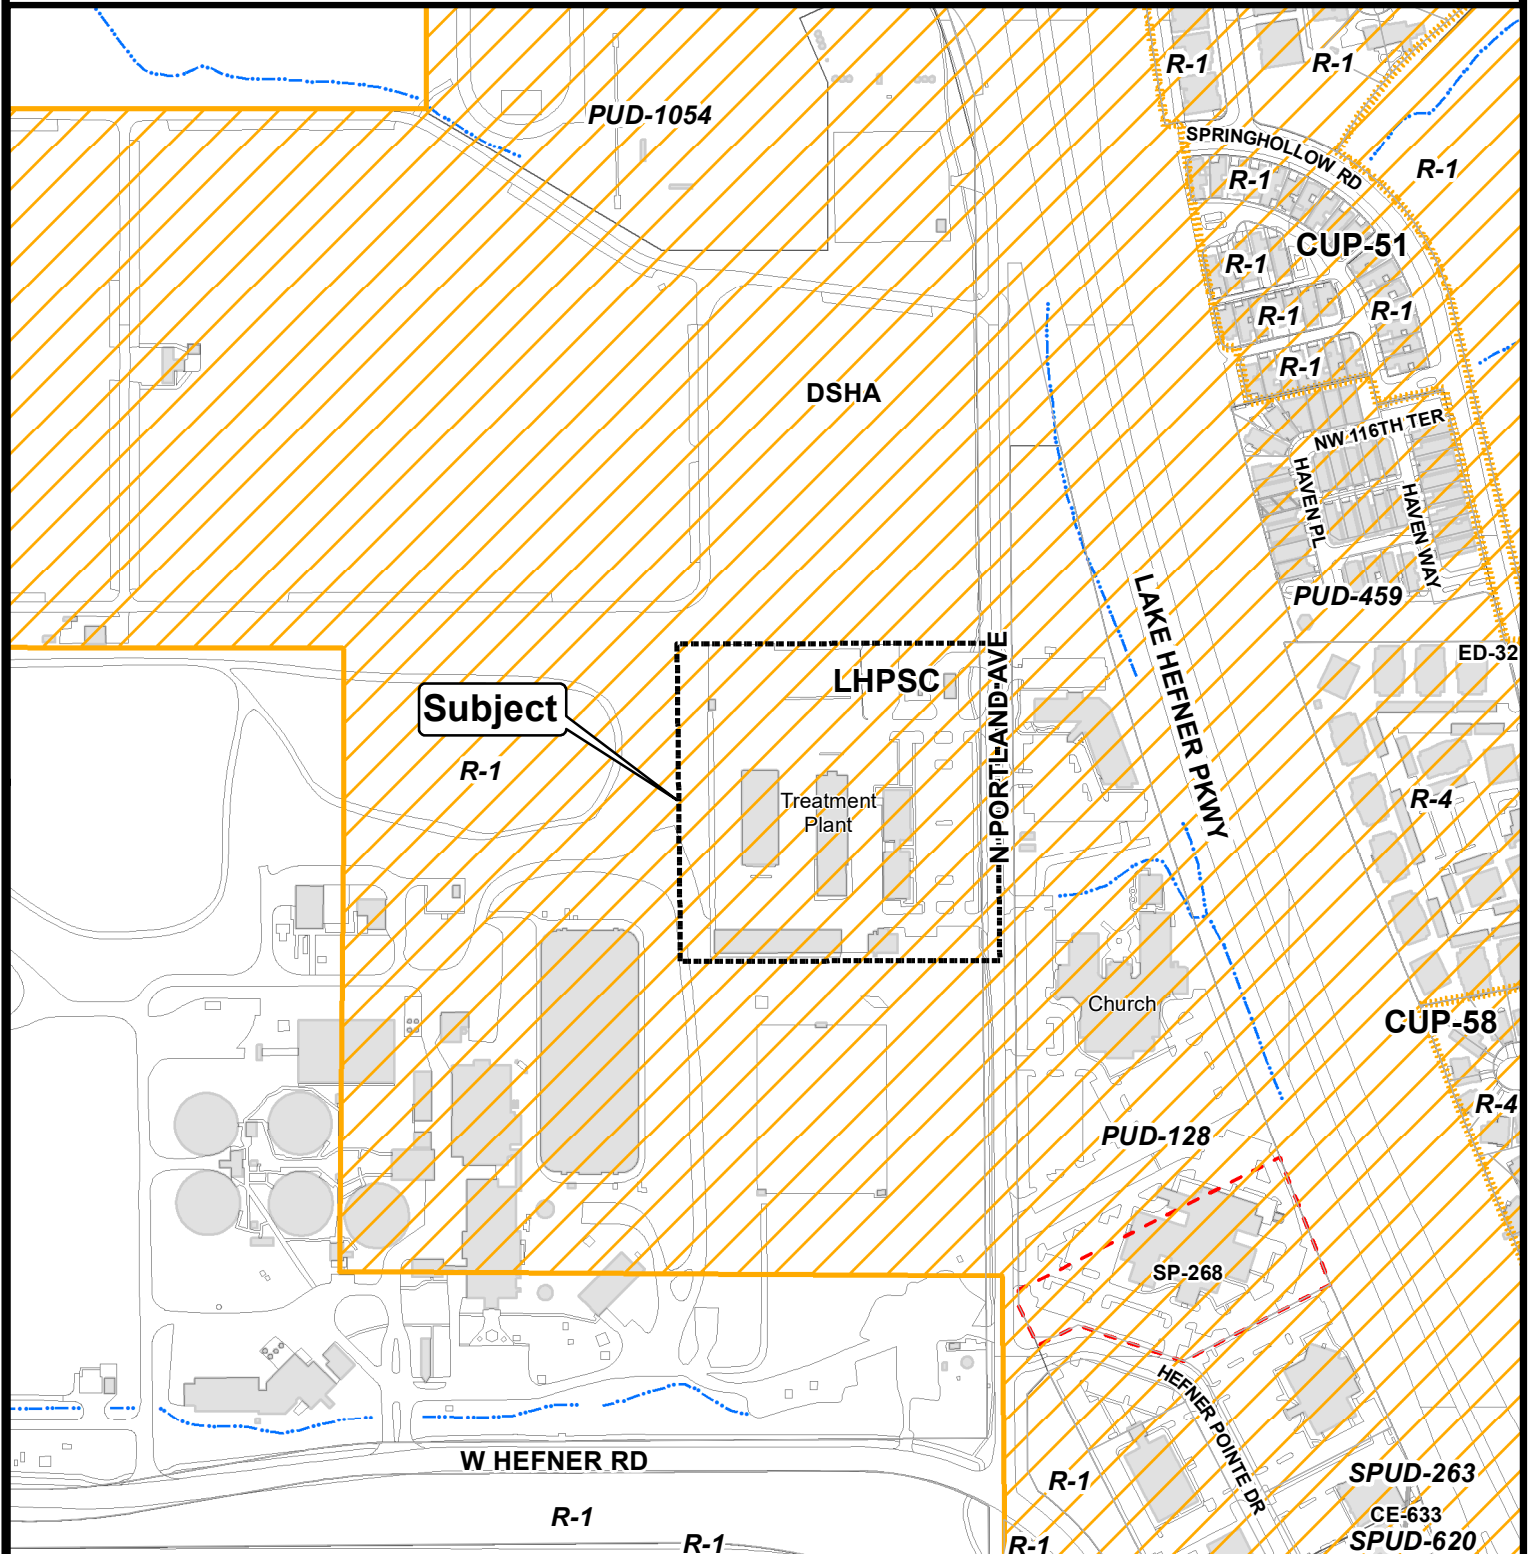 R-1
R-1
PUD-1054
SPRINGHOLLOW RD
R-1
R-1
CUP-51
R-1
R-1
R-1
R-1
DSHA
NW 116TH TER
HAVEN PL
HAVEN WAY
PUD-459
LAKE HEFNER PKWY
ED-32
LHPSC
N PORTLAND AVE
Subject
R-1
Treatment
Plant
R-4
Church
CUP-58
R-4
PUD-128
SP-268
HEFNER POINTE DR
W HEFNER RD
R-1
SPUD-263
CE-633
R-1
R-1
R-1
SPUD-620